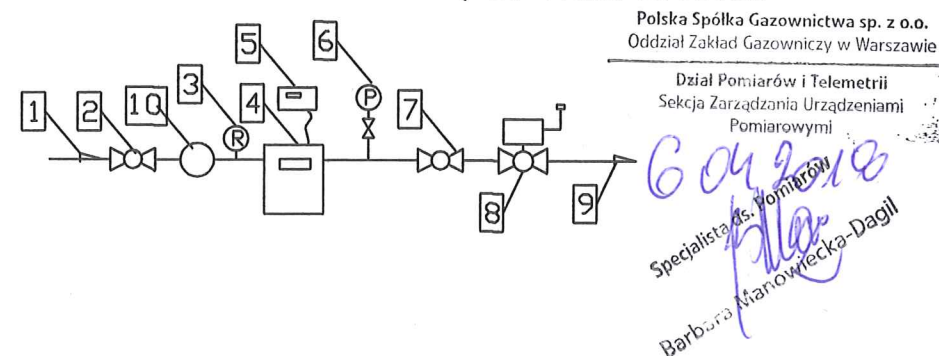 6
5
3
4
7
1
2
10
R
P
8
9
Polska Spółka Gazownictwa sp. z o.o.
Oddział Zakład Gazowniczy w Warszawie
Dział Pomiarów i Telemetrii
Sekcja Zarządzania Urządzeniami
Pomiarowymi
6 04 2018
Specjalista ds. Pomiarów
Barbara Manowiecka-Dagil